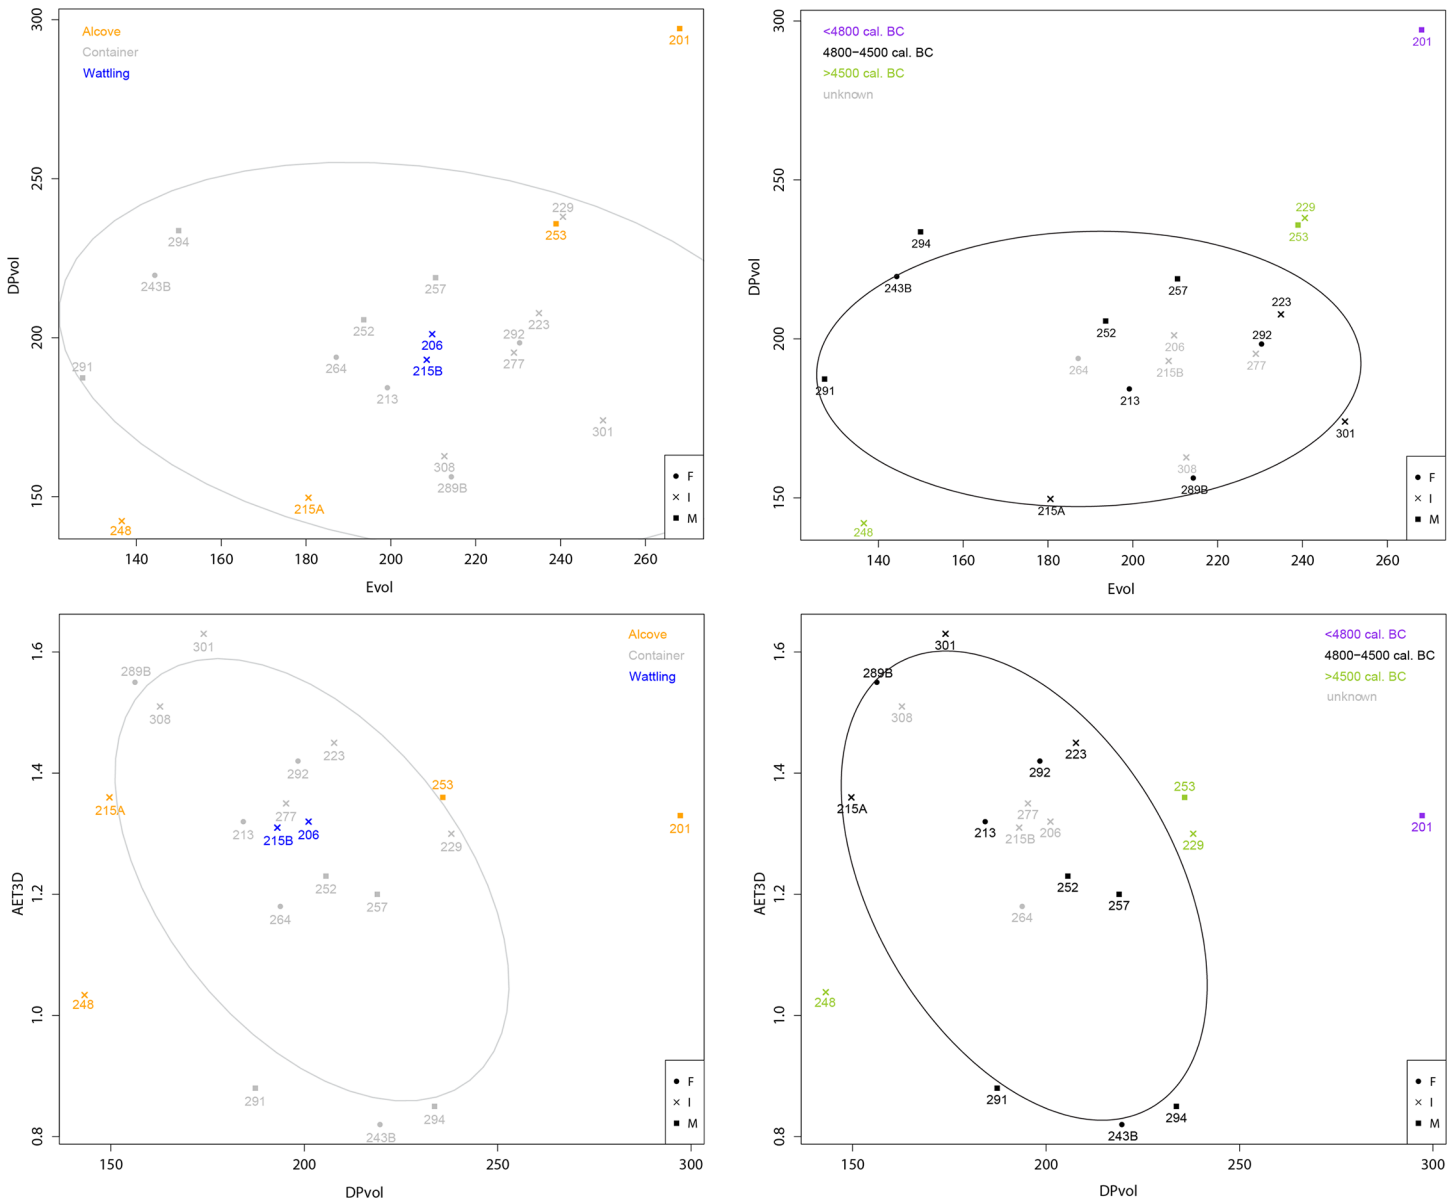 Alcove
Container
Wattling
201
229
253
294
243B
257
223
252
206
292
215B
277
264
213
291
301
308
289B
215A
248
F
I
M
300
250
200
150
DPvol
140 160 180 200 220 240 260
Evol
<4800 cal. BC
4800−4500 cal. BC
>4500 cal. BC
unknown
201
229
253
294
243B
257
223
252
206
292
215B
277
264
213
291
301
308
289B
215A
248
F
I
M
300
250
200
150
DPvol
140 160 180 200 220 240 260
Evol
Alcove
Container
Wattling
301
289B
308
223
292
253
215A
277
213
215B
206
201
229
252
257
264
248
291
294
243B
F
I
M
1.6
1.4
1.2
1.0
0.8
AET3D
150 200 250 300
DPvol
<4800 cal. BC
4800−4500 cal. BC
>4500 cal. BC
unknown
301
289B
308
223
292
253
215A
277
213
215B
206
201
229
252
257
264
248
291
294
243B
F
I
M
1.6
1.4
1.2
1.0
0.8
AET3D
150 200 250 300
DPvol